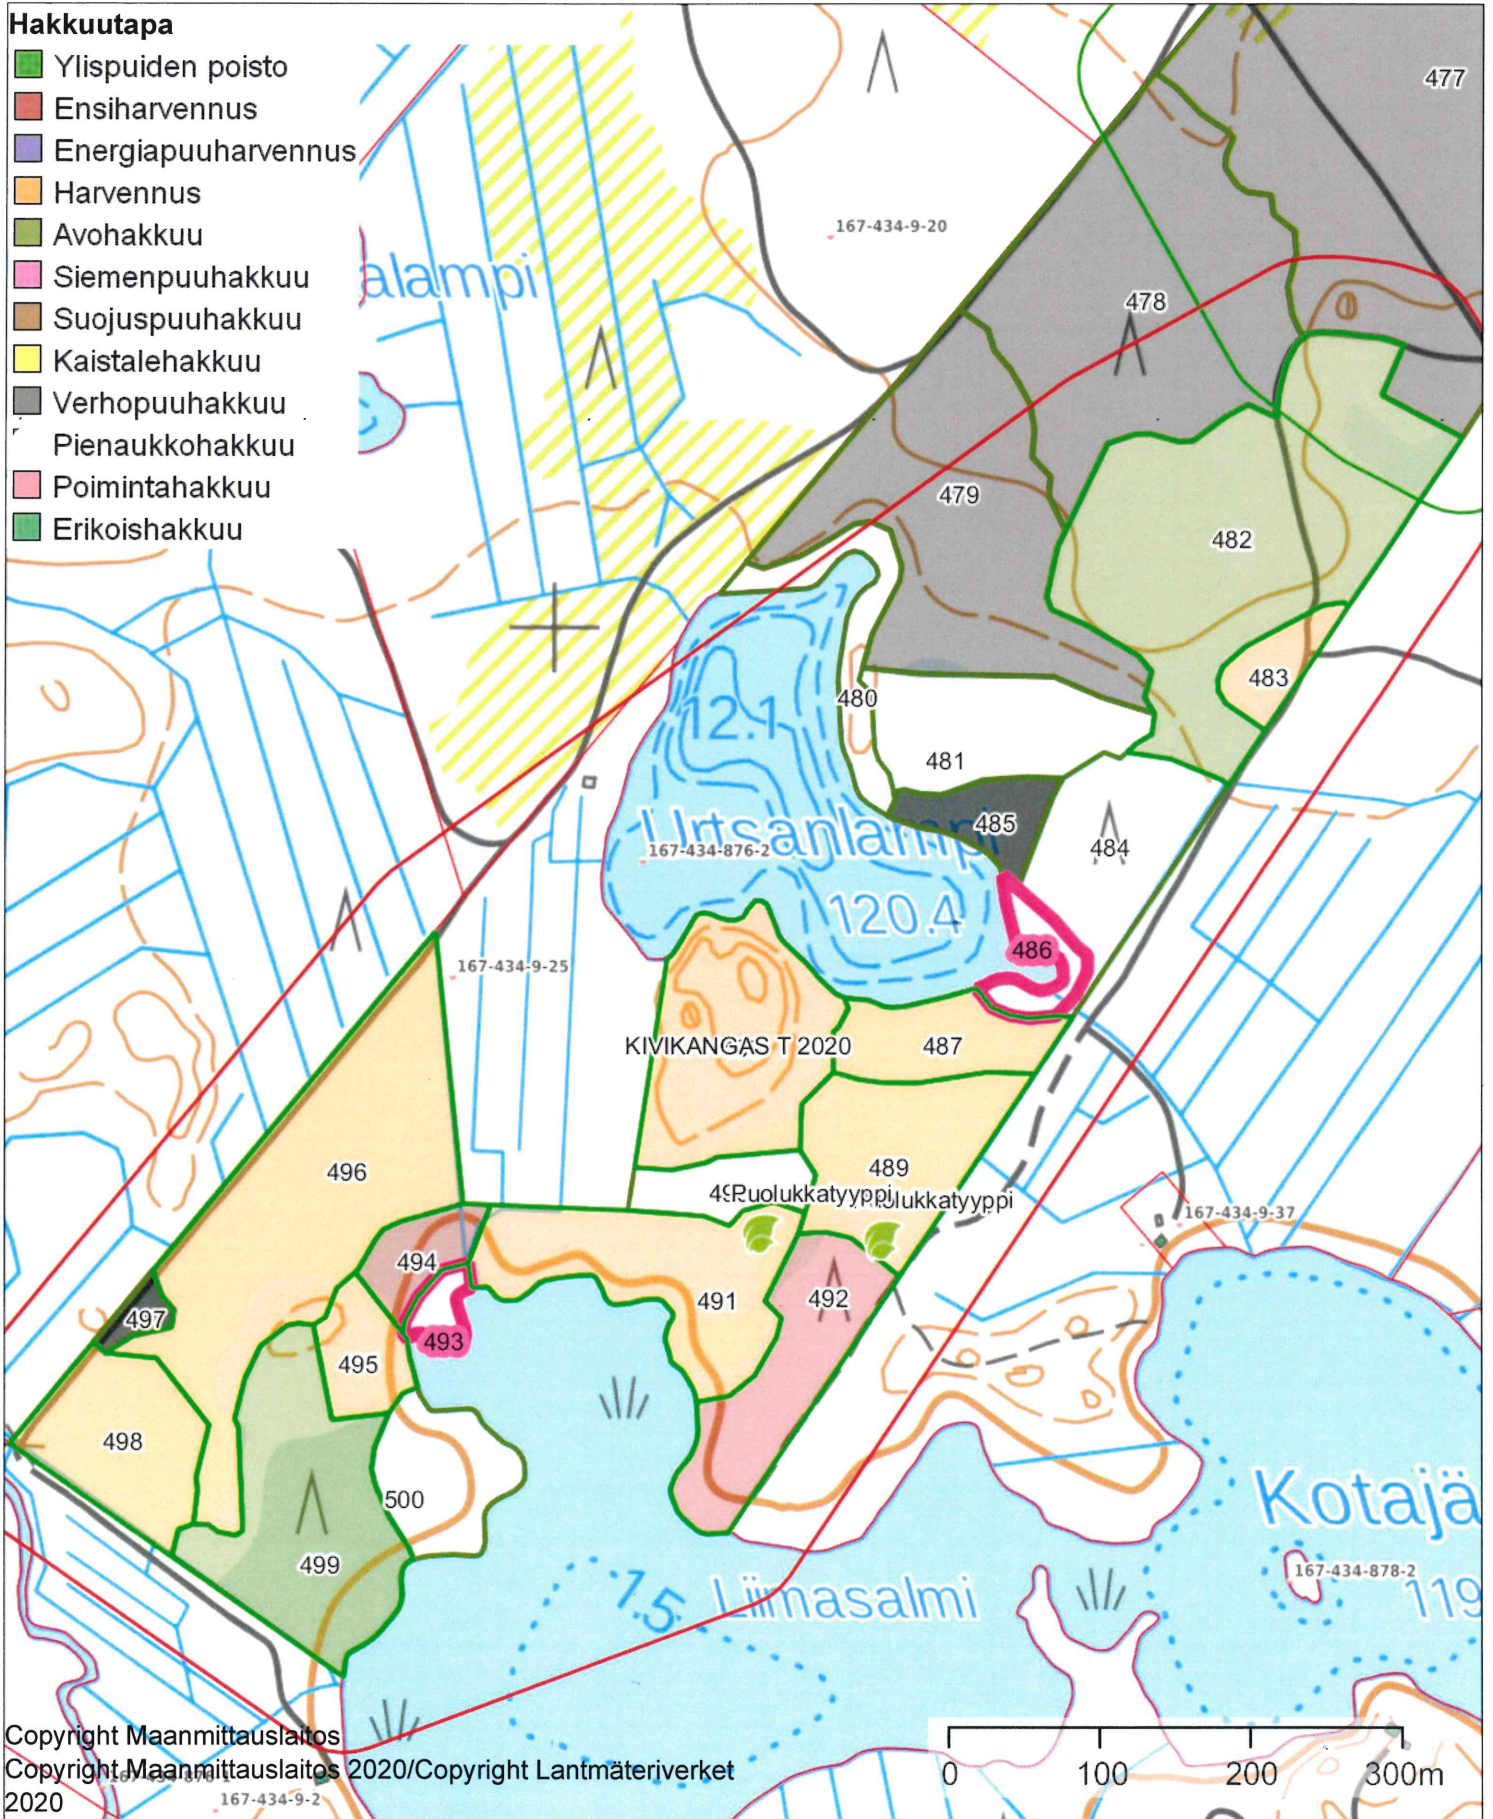 Hakkuutapa
Ylispuiden poisto
Ensiharvennus
Energiapuuharvennus
Harvennus
Avohakkuu
Siemenpuuhakkuu
Suojuspuuhakkuu
Kaistalehakkuu
Verhopuuhakkuu
Pienaukkohakkuu
Poimintahakkuu
Erikoishakkuu
477
167-434-9-20
alampi
478
479
482
483
480
12.1
481
485
Urtsanlampi
484
167-434-876-2
120.4
486
167-434-9-25
KIVIKANGAS T 2020
487
496
489
Puolukkatyyppi
lukkatyyppi
167-434-9-37
494
497
491
492
493
495
498
500
499
Kotajä
1.5
Liimasalmi
167-434-878-2
119
Copyright Maanmittauslaitos
Copyright Maanmittauslaitos 2020/Copyright Lantmäteriverket
2020
167-434-9-2
0 100 200 300m